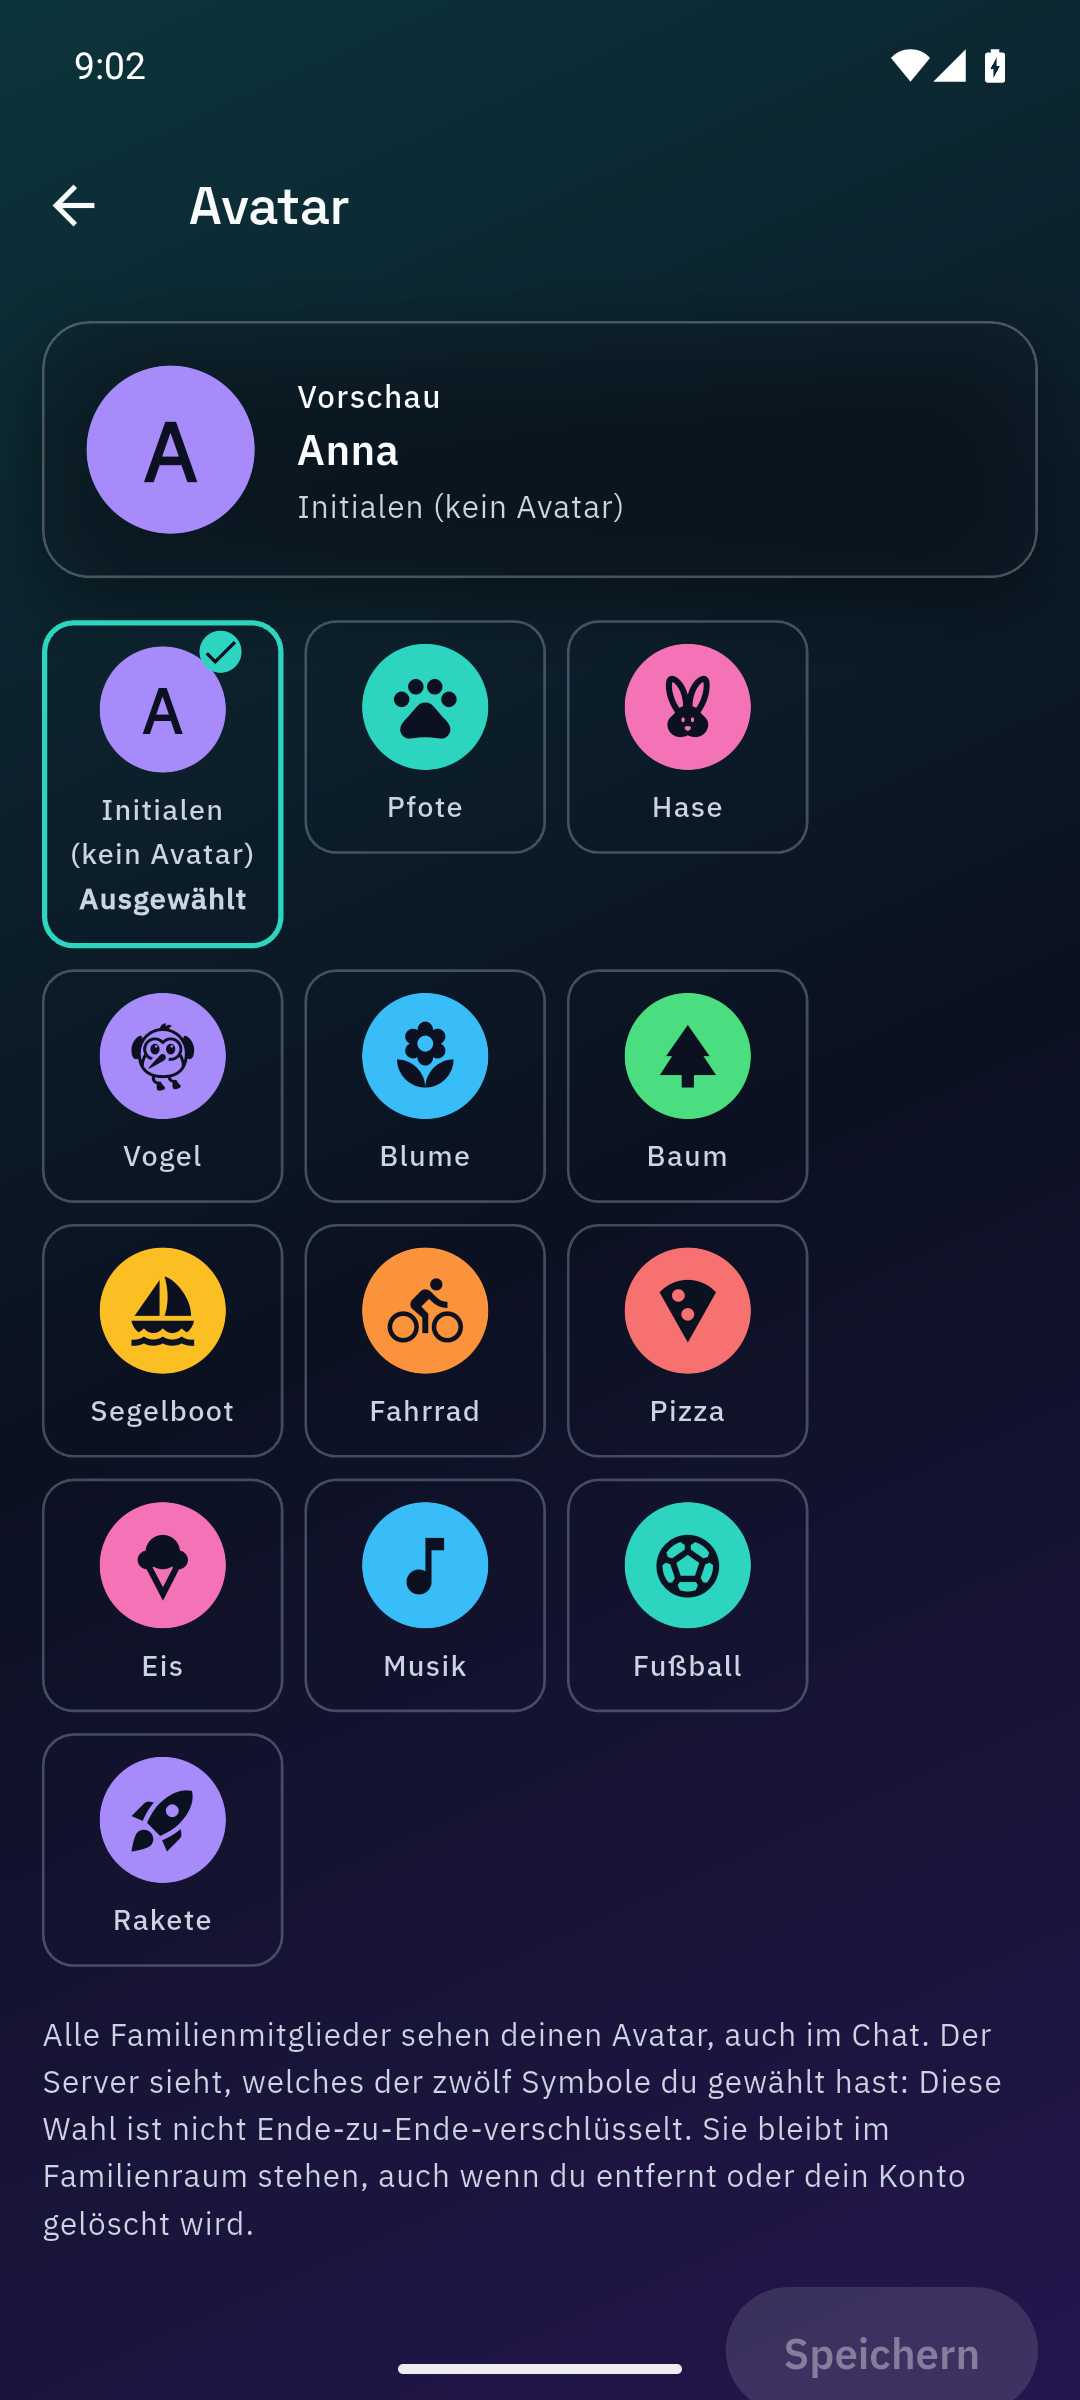 9:02
Avatar
A
Vorschau
Anna
Initialen (kein Avatar)
A
Initialen
(kein Avatar)
Ausgewählt
Pfote
Hase
Vogel
Blume
Baum
Segelboot
Fahrrad
Pizza
Eis
Musik
Fußball
Rakete
Alle Familienmitglieder sehen deinen Avatar, auch im Chat. Der
Server sieht, welches der zwölf Symbole du gewählt hast: Diese
Wahl ist nicht Ende-zu-Ende-verschlüsselt. Sie bleibt im
Familienraum stehen, auch wenn du entfernt oder dein Konto
gelöscht wird.
Speichern